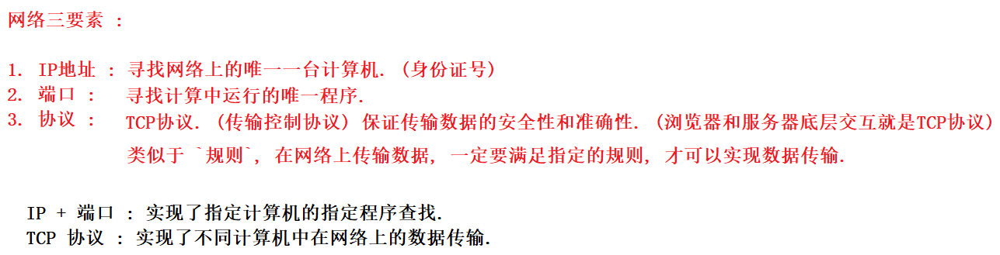 网络三要素 :
1. IP地址 : 寻找网络上的唯一一台计算机. (身份证号)
2. 端口 : 寻找计算中运行的唯一程序.
3. 协议 : TCP协议. (传输控制协议) 保证传输数据的安全性和准确性. (浏览器和服务器底层交互就是TCP协议)
类似于 `规则`, 在网络上传输数据, 一定要满足指定的规则, 才可以实现数据传输.
IP + 端口 : 实现了指定计算机的指定程序查找.
TCP 协议 : 实现了不同计算机中在网络上的数据传输.